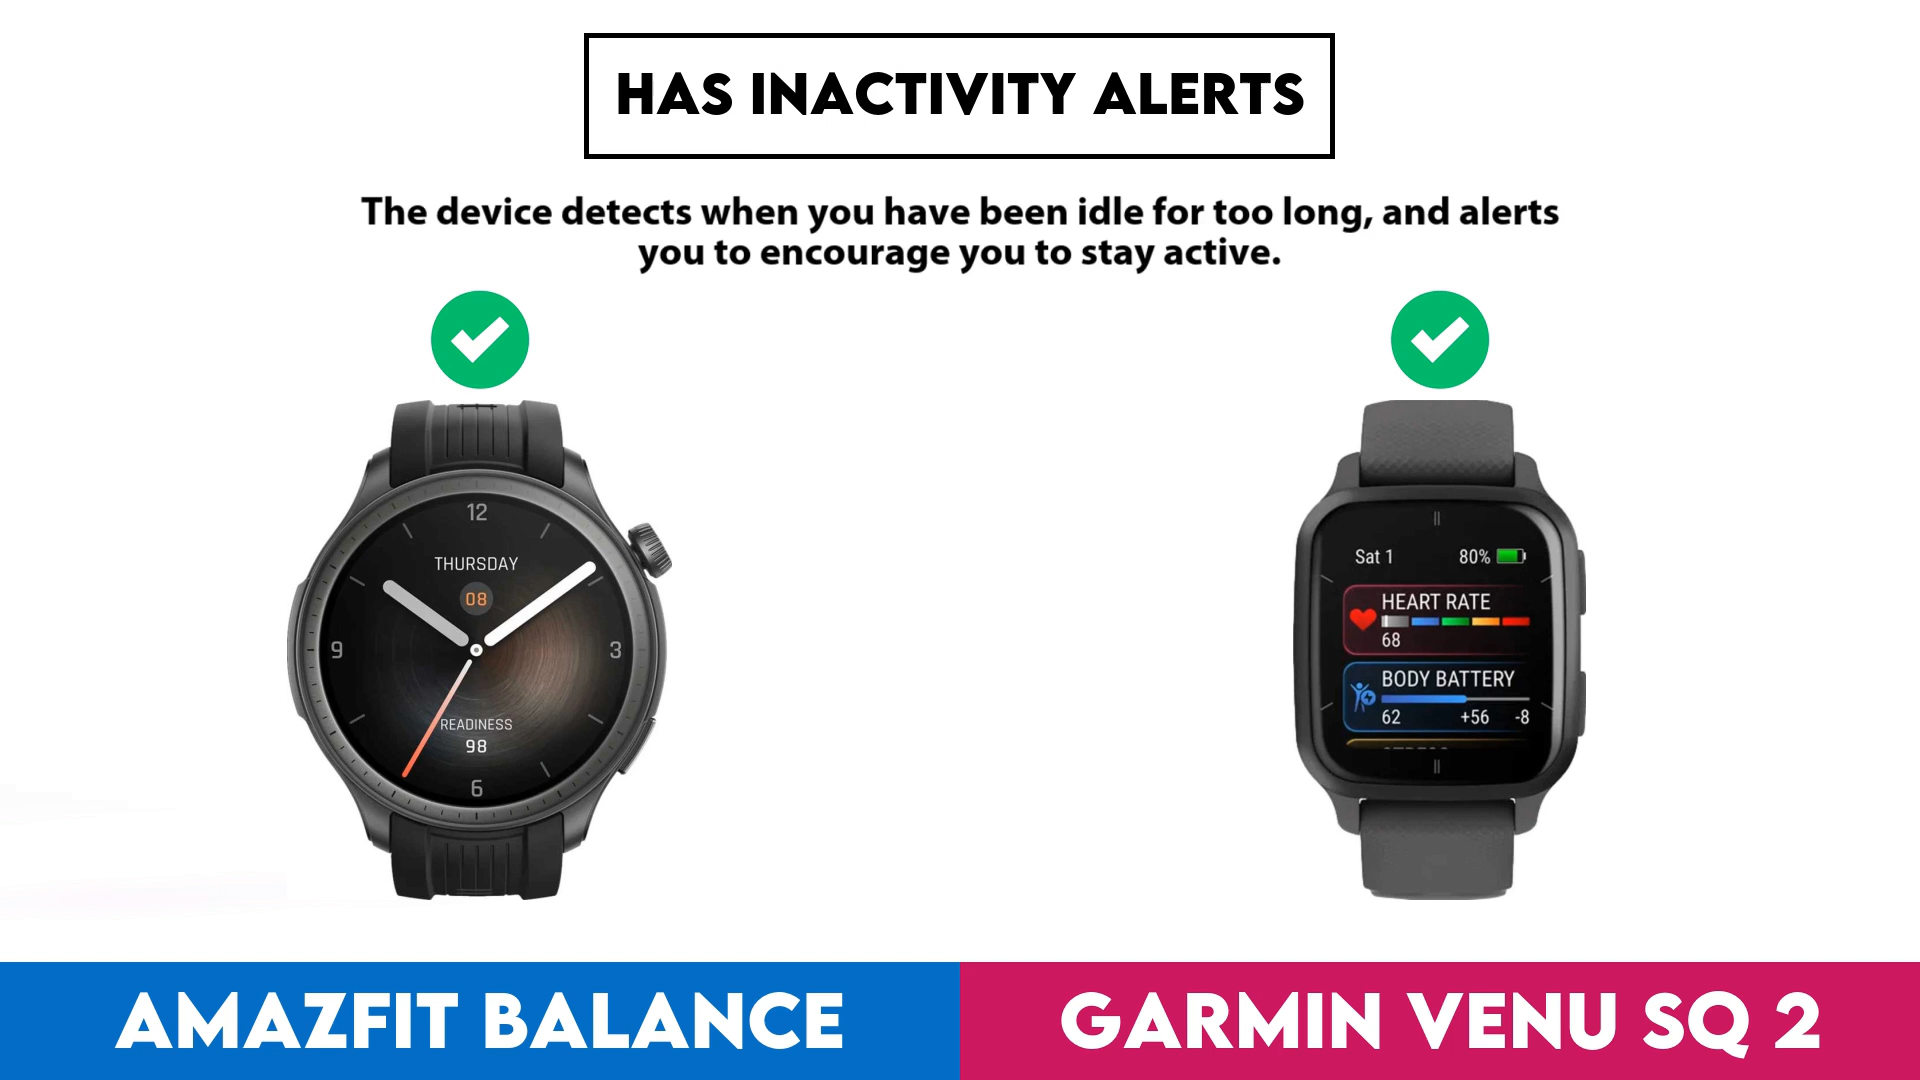 HAS INACTIVITY ALERTS
The device detects when you have been idle for too long, and alerts
you to encourage you to stay active.
12
THURSDAY
08
9
3
READINESS
98
6
Sat 1 80%
HEART RATE
68
BODY BATTERY
62 +56 -8
AMAZFIT BALANCE
GARMIN VENU SQ 2